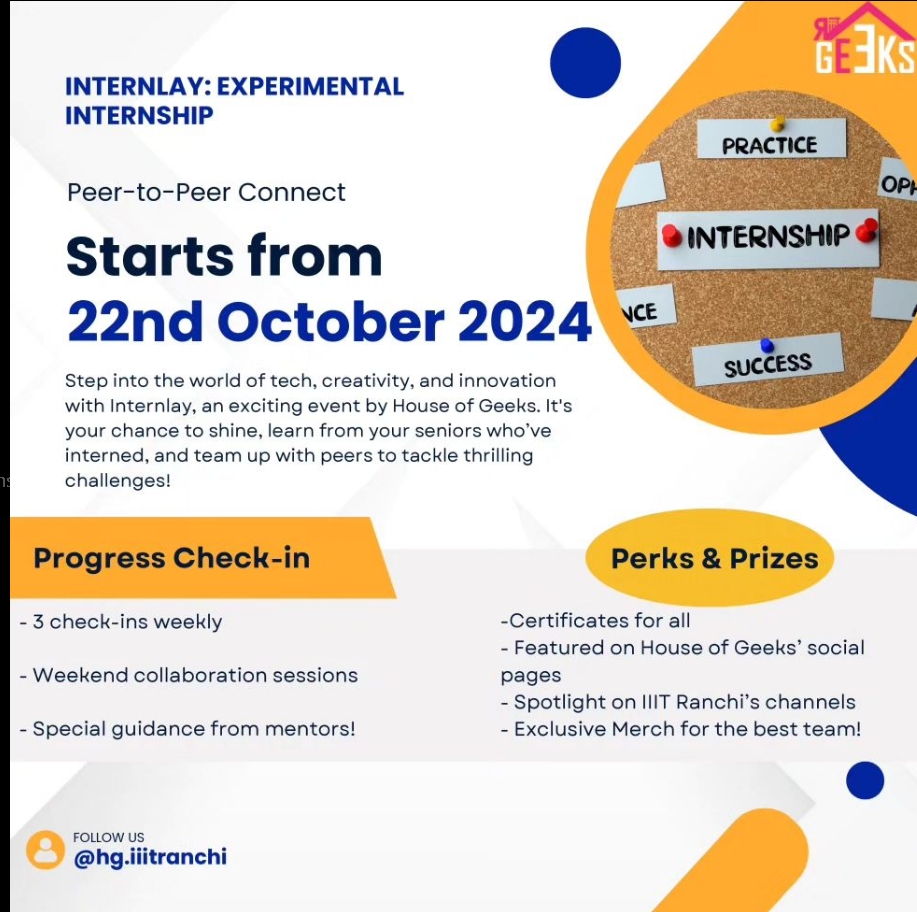 GEEKS
INTERNLAY: EXPERIMENTAL
INTERNSHIP
Peer-to-Peer Connect
Starts from
22nd October 2024
Step into the world of tech, creativity, and innovation
with Internlay, an exciting event by House of Geeks. It's
your chance to shine, learn from your seniors who've
interned, and team up with peers to tackle thrilling
challenges!
PRACTICE
INTERNSHIP
SUCCESS
Progress Check-in
- 3 check-ins weekly
- Weekend collaboration sessions
- Special guidance from mentors!
Perks & Prizes
-Certificates for all
- Featured on House of Geeks' social
pages
- Spotlight on IIIT Ranchi's channels
- Exclusive Merch for the best team!
FOLLOW US
@hg.iiitranchi